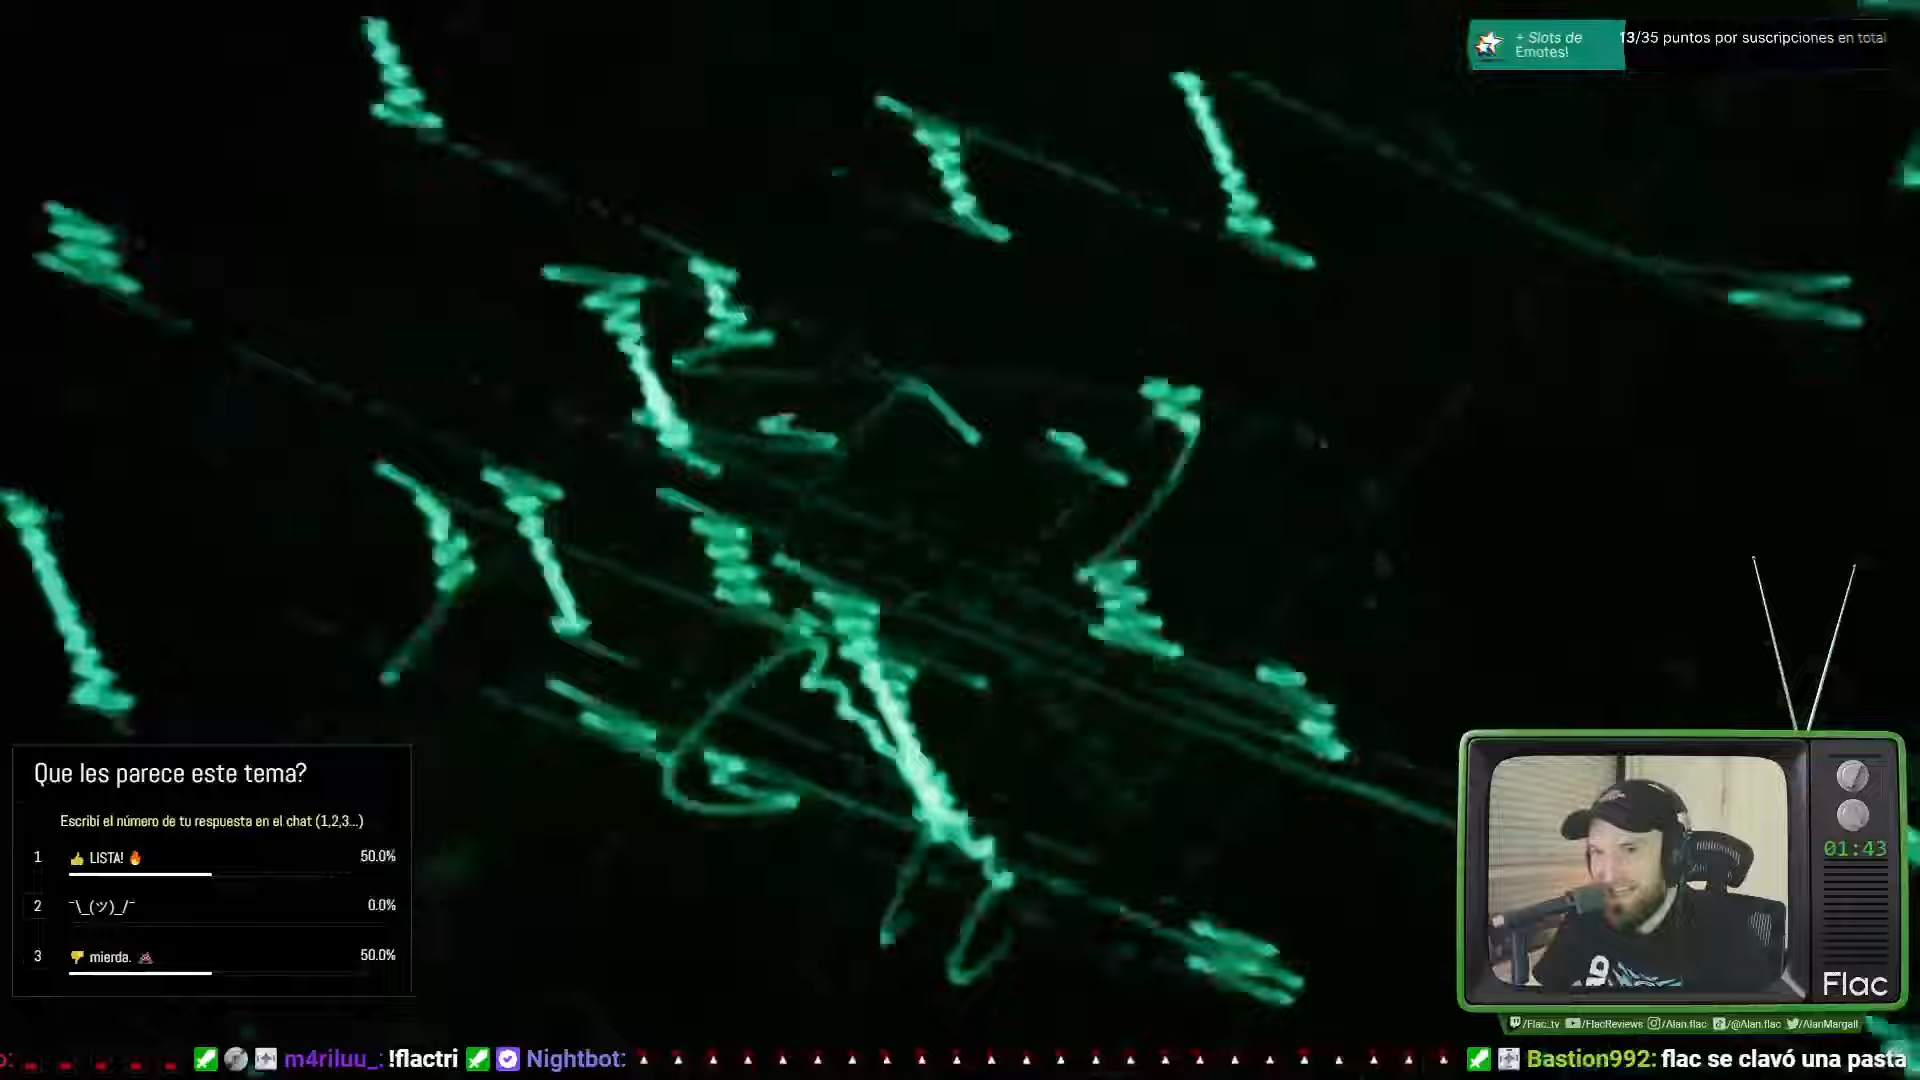 + Slots de
Emotes!
13/35 puntos por suscripciones en total
Que les parece este tema?
Escribí el número de tu respuesta en el chat (1,2,3...)
1 👍 LISTA! 🔥 50.0%
2 ¯\_(ツ)_/¯ 0.0%
3 👎 mierda. 💩 50.0%
01:43
Flac
/Flac_tv /FlacReviews /Alan.flac /@Alan.flac /AlanMargall
m4riluu_: !flactri Nightbot: Bastion992: flac se clavó una pasta